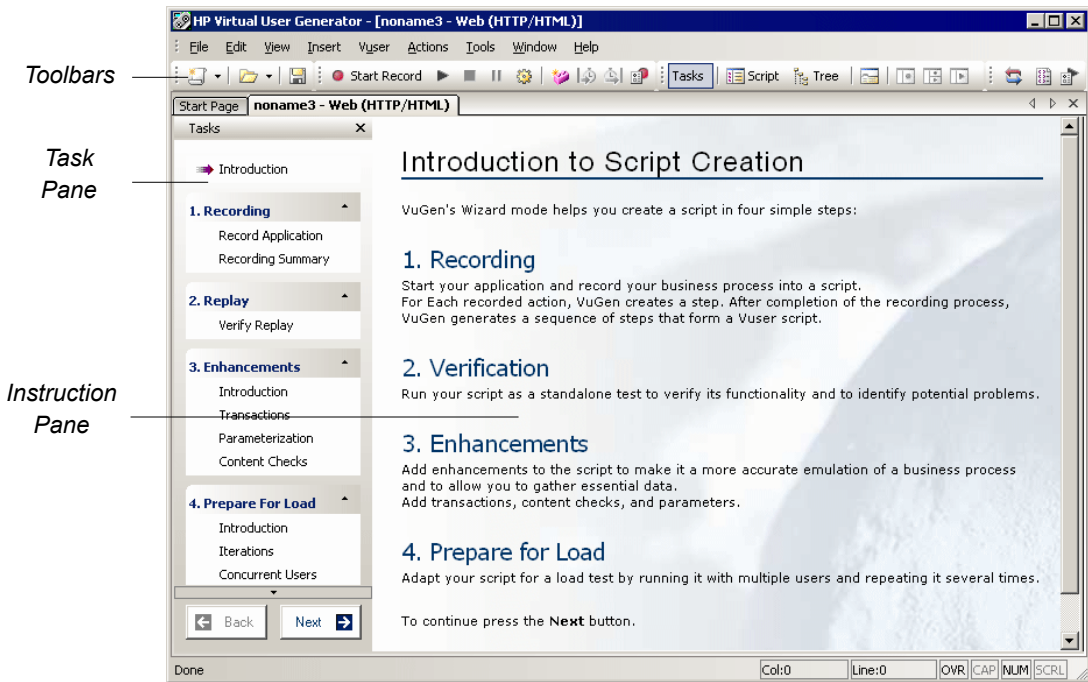 HP Virtual User Generator - [noname3 - Web (HTTP/HTML)]
File Edit View Insert Vuser Actions Tools Window Help
Toolbars
Start Record Tasks Script Tree
Start Page noname3 - Web (HTTP/HTML)
Tasks
Task
Pane
Introduction
1. Recording
Record Application
Recording Summary
2. Replay
Verify Replay
3. Enhancements
Introduction
Transactions
Parameterization
Content Checks
Instruction
Pane
4. Prepare For Load
Introduction
Iterations
Concurrent Users
Back Next
Introduction to Script Creation
VuGen's Wizard mode helps you create a script in four simple steps:
1. Recording
Start your application and record your business process into a script.
For Each recorded action, VuGen creates a step. After completion of the recording process,
VuGen generates a sequence of steps that form a Vuser script.
2. Verification
Run your script as a standalone test to verify its functionality and to identify potential problems.
3. Enhancements
Add enhancements to the script to make it a more accurate emulation of a business process
and to allow you to gather essential data.
Add transactions, content checks, and parameters.
4. Prepare for Load
Adapt your script for a load test by running it with multiple users and repeating it several times.
To continue press the Next button.
Done Col:0 Line:0 OVR CAP NUM SCRL